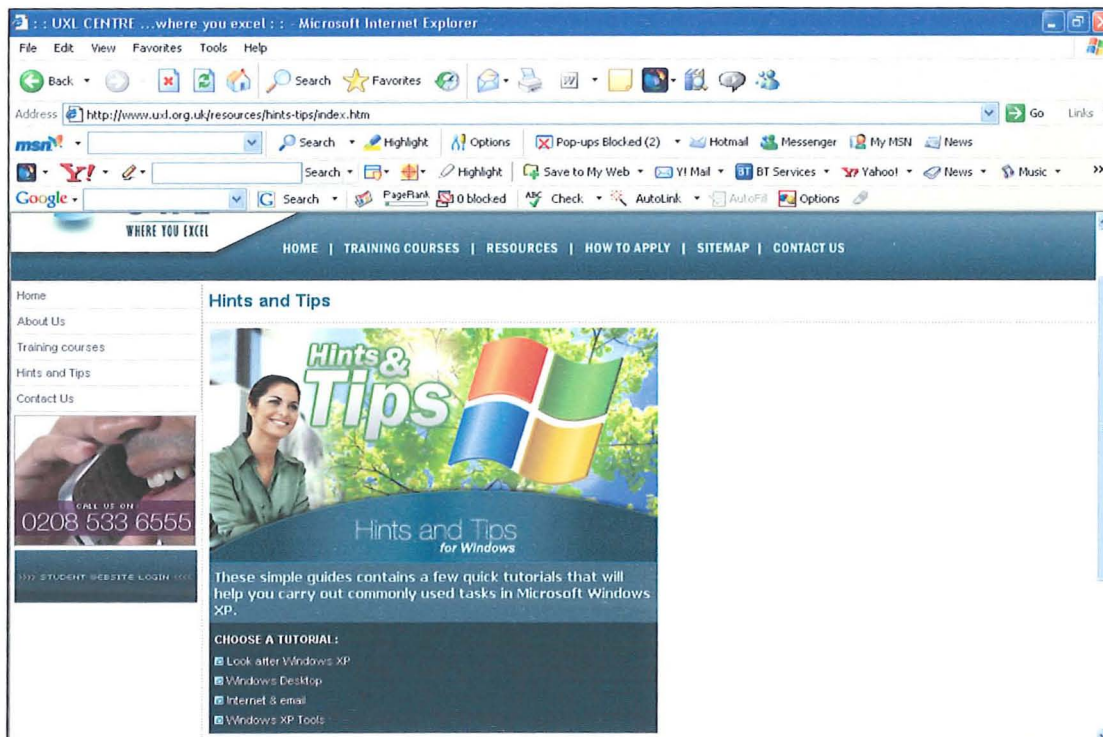 : : UXL CENTRE ...where you excel : : - Microsoft Internet Explorer
File Edit View Favorites Tools Help
Back Search Favorites
Address http://www.uxl.org.uk/resources/hints-tips/index.htm Go Links
msn Search Highlight Options Pop-ups Blocked (2) Hotmail Messenger My MSN News
Y! Search Highlight Save to My Web Y! Mail BT BT Services Yahoo! News Music »
Google G Search PageRank 0 blocked ABC Check AutoLink AutoFill Options
WHERE YOU EXCEL
HOME | TRAINING COURSES | RESOURCES | HOW TO APPLY | SITEMAP | CONTACT US
Home
About Us
Training courses
Hints and Tips
Contact Us
CALL US ON
0208 533 6555
>>>> STUDENT WEBSITE LOGIN <<<<
Hints and Tips
Hints &
Tips
Hints and Tips
for Windows
These simple guides contains a few quick tutorials that will
help you carry out commonly used tasks in Microsoft Windows
XP.
CHOOSE A TUTORIAL:
Look after Windows XP
Windows Desktop
Internet & email
Windows XP Tools